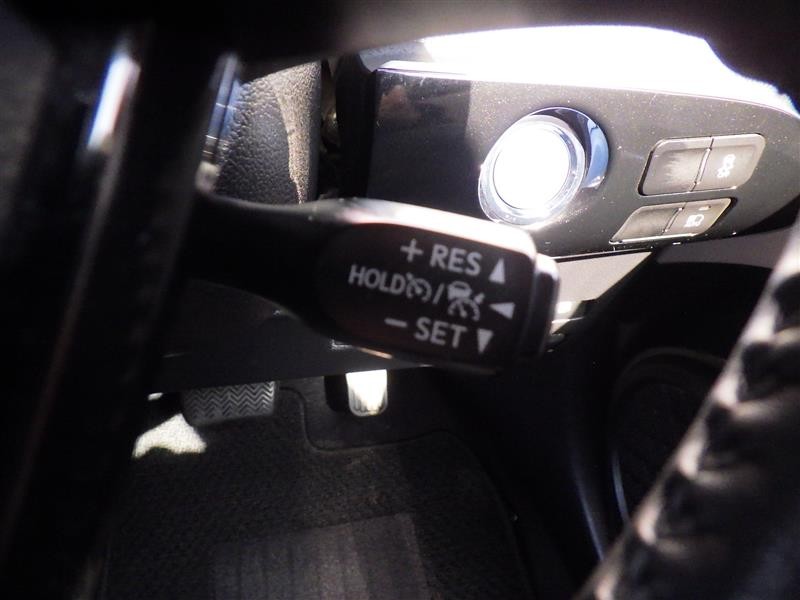 + RES ▲
HOLD / ◀
− SET ▼